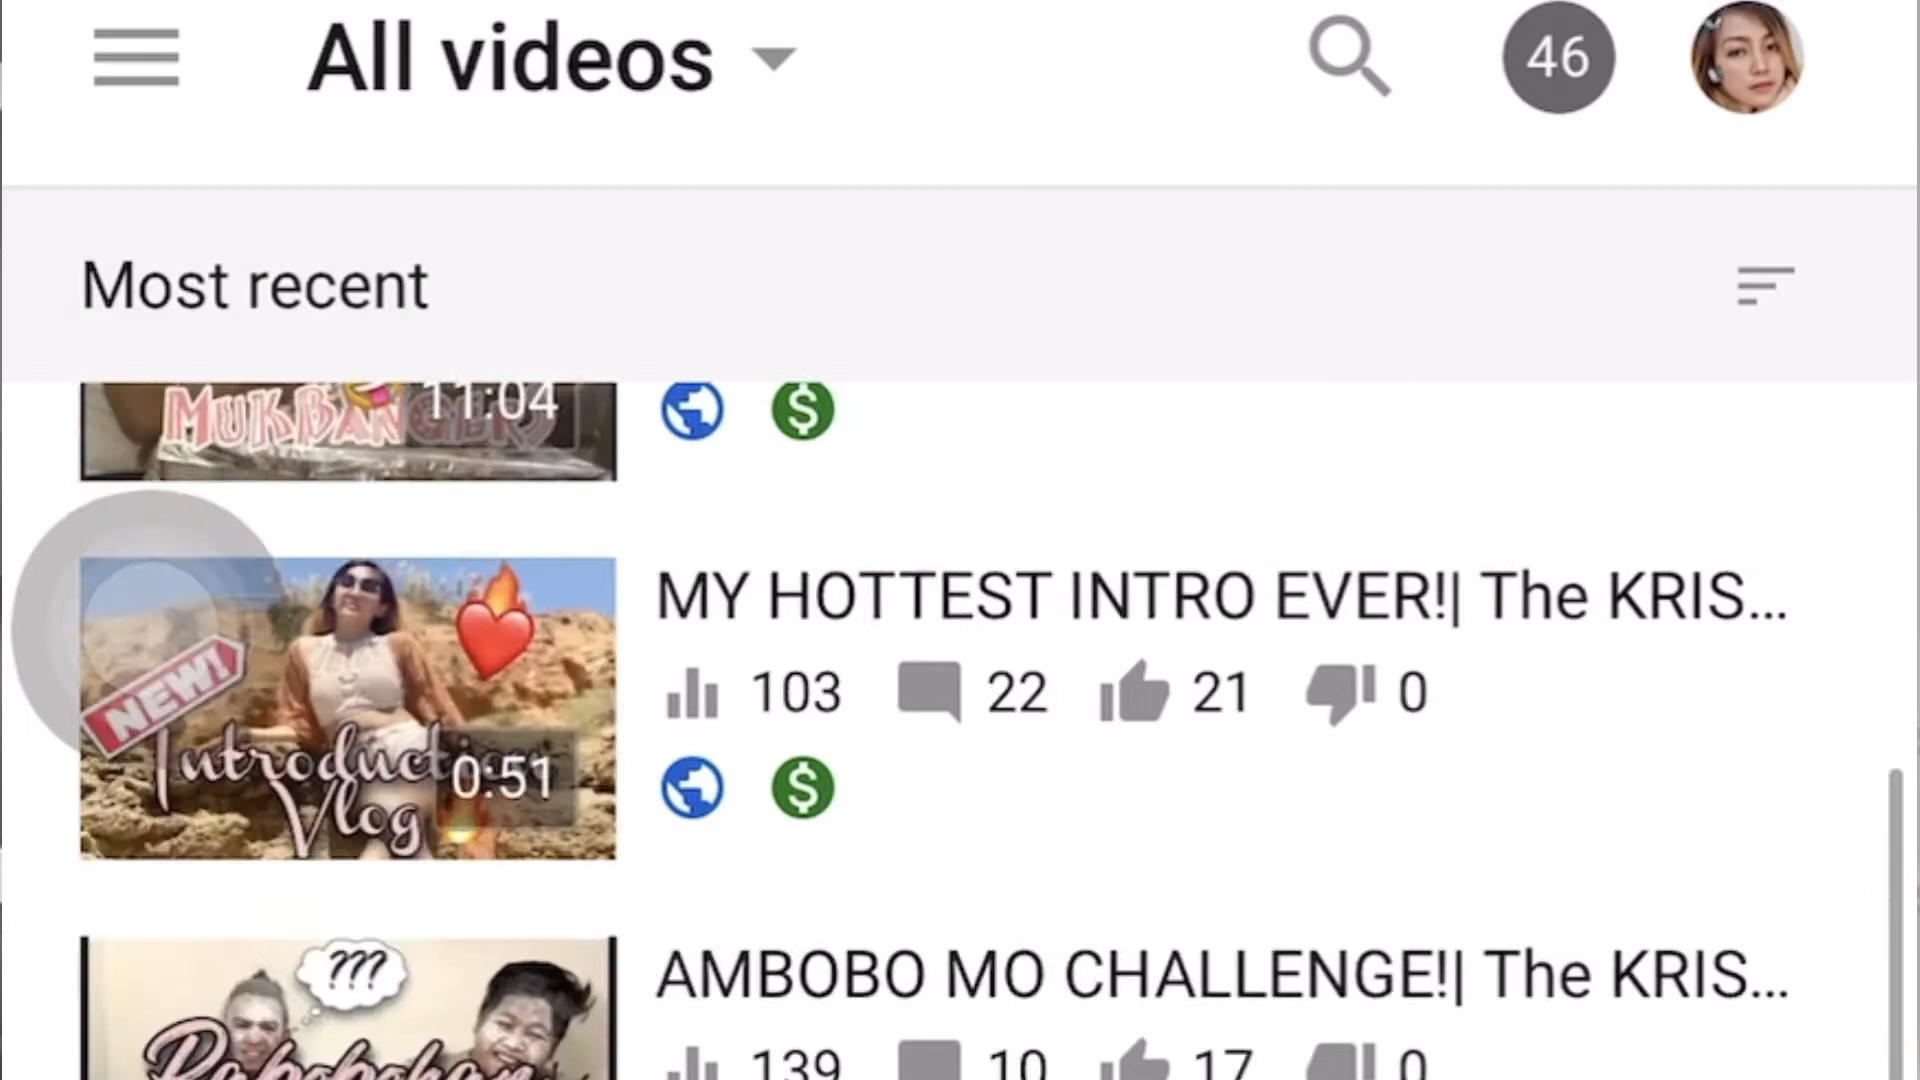 All videos
46
Most recent
MUKBANGERS
11:04
MY HOTTEST INTRO EVER!| The KRIS...
103 22 21 0
NEW!
Introduction
0:51
Vlog
AMBOBO MO CHALLENGE!| The KRIS...
???
139 10 17 0